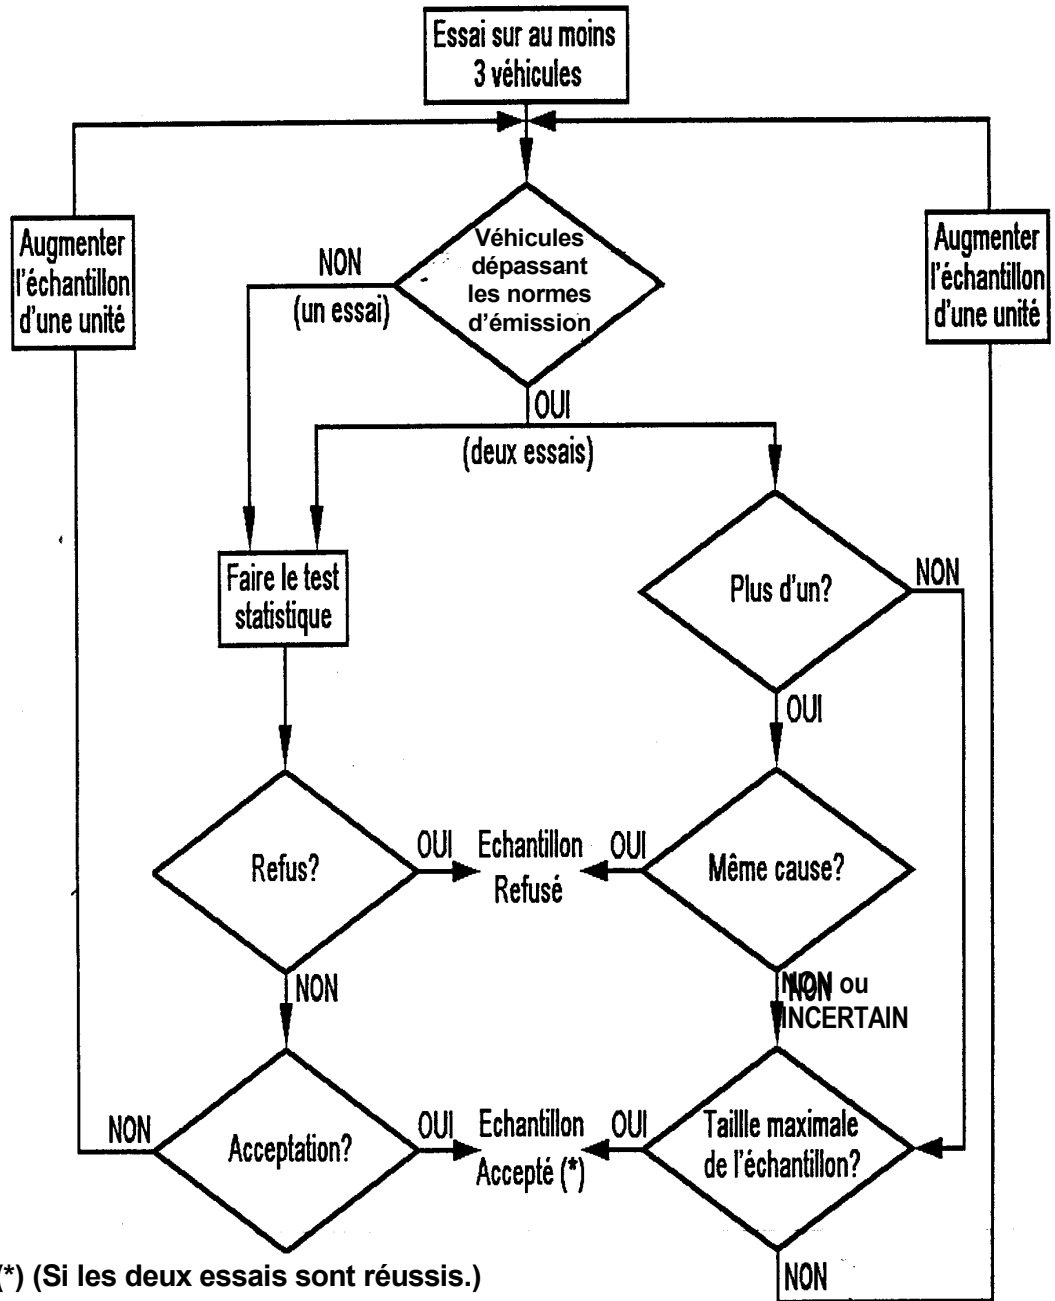 Essai sur au moins
3 véhicules
Augmenter
l'échantillon
d'une unité
NON
(un essai)
Véhicules
dépassant
les normes
d'émission
Augmenter
l'échantillon
d'une unité
OUI
(deux essais)
Faire le test
statistique
Plus d'un?
NON
OUI
Refus?
OUI
Echantillon
Refusé
OUI
Même cause?
NON
NON ou
INCERTAIN
NON
Acceptation?
OUI
Echantillon
Accepté (*)
OUI
Taillle maximale
de l'échantillon?
NON
(*) (Si les deux essais sont réussis.)